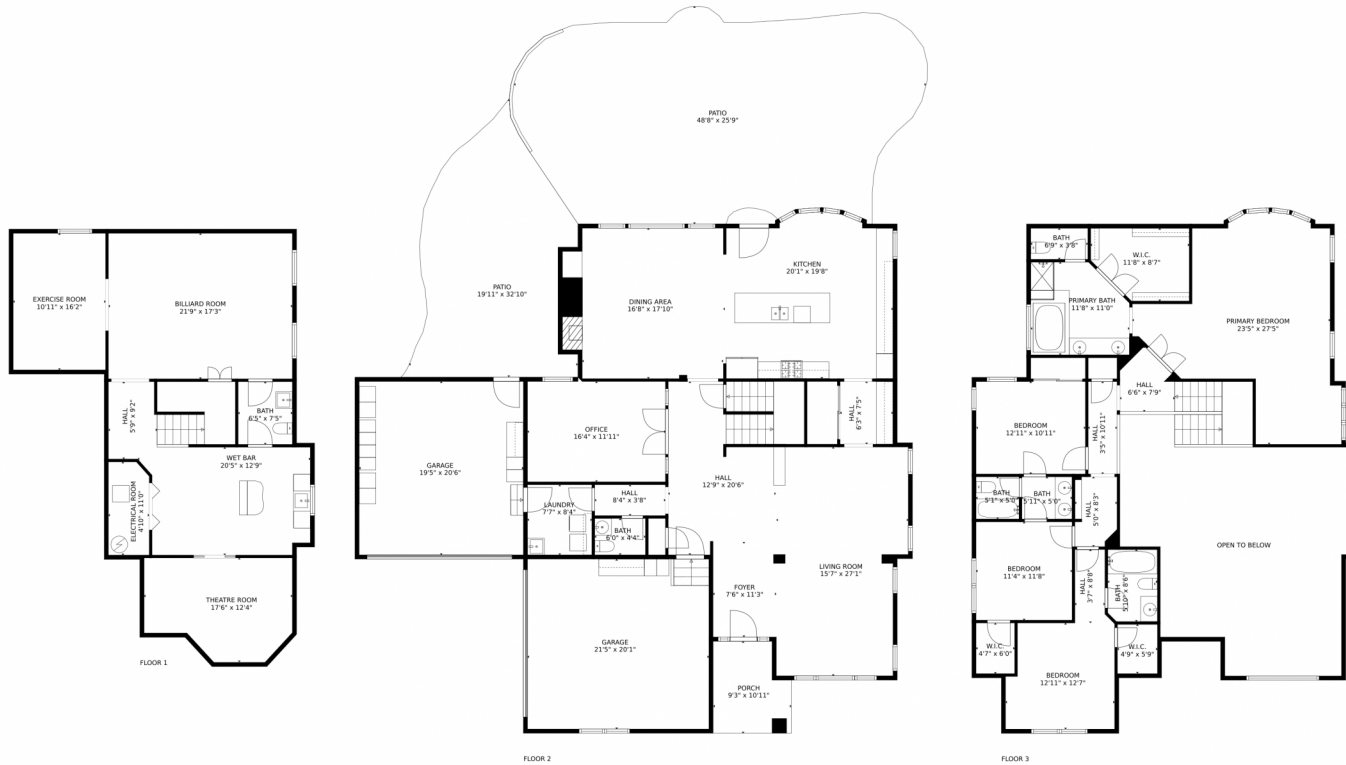 EXERCISE ROOM
10'11" x 16'2"
BILLIARD ROOM
21'9" x 17'3"
HALL
5'9" x 9'2"
BATH
6'5" x 7'5"
WET BAR
20'5" x 12'9"
ELECTRICAL ROOM
4'10" x 11'0"
THEATRE ROOM
17'6" x 12'4"
FLOOR 1
PATIO
48'8" x 25'9"
PATIO
19'11" x 32'10"
DINING AREA
16'8" x 17'10"
KITCHEN
20'1" x 19'8"
HALL
6'3" x 7'5"
OFFICE
16'4" x 11'11"
GARAGE
19'5" x 20'6"
HALL
12'9" x 20'6"
HALL
8'4" x 3'8"
LAUNDRY
7'7" x 8'4"
BATH
6'0" x 4'4"
LIVING ROOM
15'7" x 27'1"
FOYER
7'6" x 11'3"
GARAGE
21'5" x 20'1"
PORCH
9'3" x 10'11"
FLOOR 2
BATH
6'9" x 3'8"
W.I.C.
11'8" x 8'7"
PRIMARY BATH
11'8" x 11'0"
PRIMARY BEDROOM
23'5" x 27'5"
HALL
6'6" x 7'9"
BEDROOM
12'11" x 10'11"
HALL
3'5" x 10'11"
BATH
5'1" x 5'0"
BATH
5'11" x 5'0"
HALL
5'0" x 8'3"
OPEN TO BELOW
BEDROOM
11'4" x 11'8"
HALL
3'7" x 8'8"
BATH
5'10" x 8'6"
W.I.C.
4'7" x 6'0"
W.I.C.
4'9" x 5'9"
BEDROOM
12'11" x 12'7"
FLOOR 3